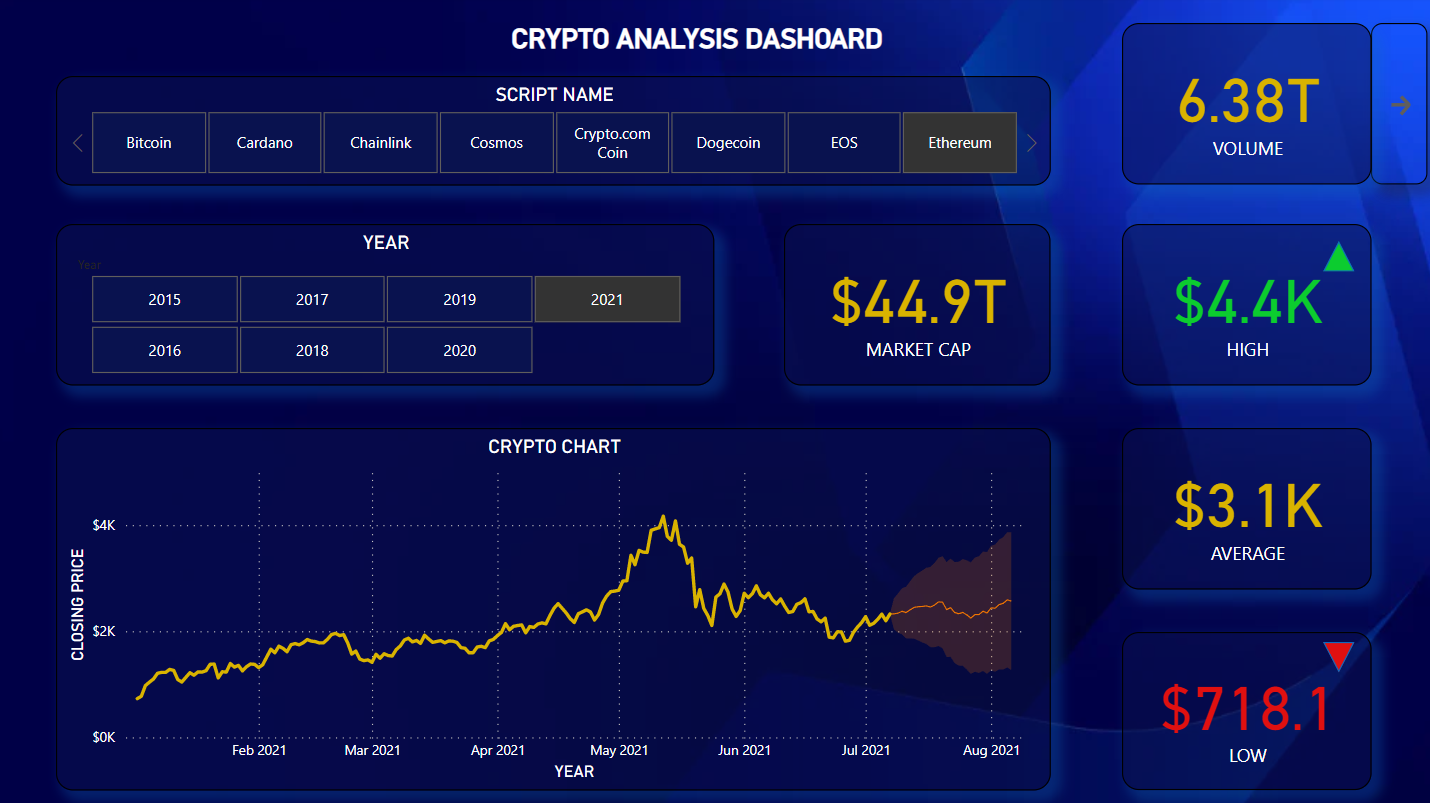 CRYPTO ANALYSIS DASHOARD
SCRIPT NAME
Bitcoin
Cardano
Chainlink
Cosmos
Crypto.com
Coin
Dogecoin
EOS
Ethereum
6.38T
VOLUME
YEAR
Year
2015
2017
2019
2021
2016
2018
2020
$44.9T
MARKET CAP
$4.4K
HIGH
CRYPTO CHART
CLOSING PRICE
$4K
$2K
$0K
Feb 2021
Mar 2021
Apr 2021
May 2021
Jun 2021
Jul 2021
Aug 2021
YEAR
$3.1K
AVERAGE
$718.1
LOW